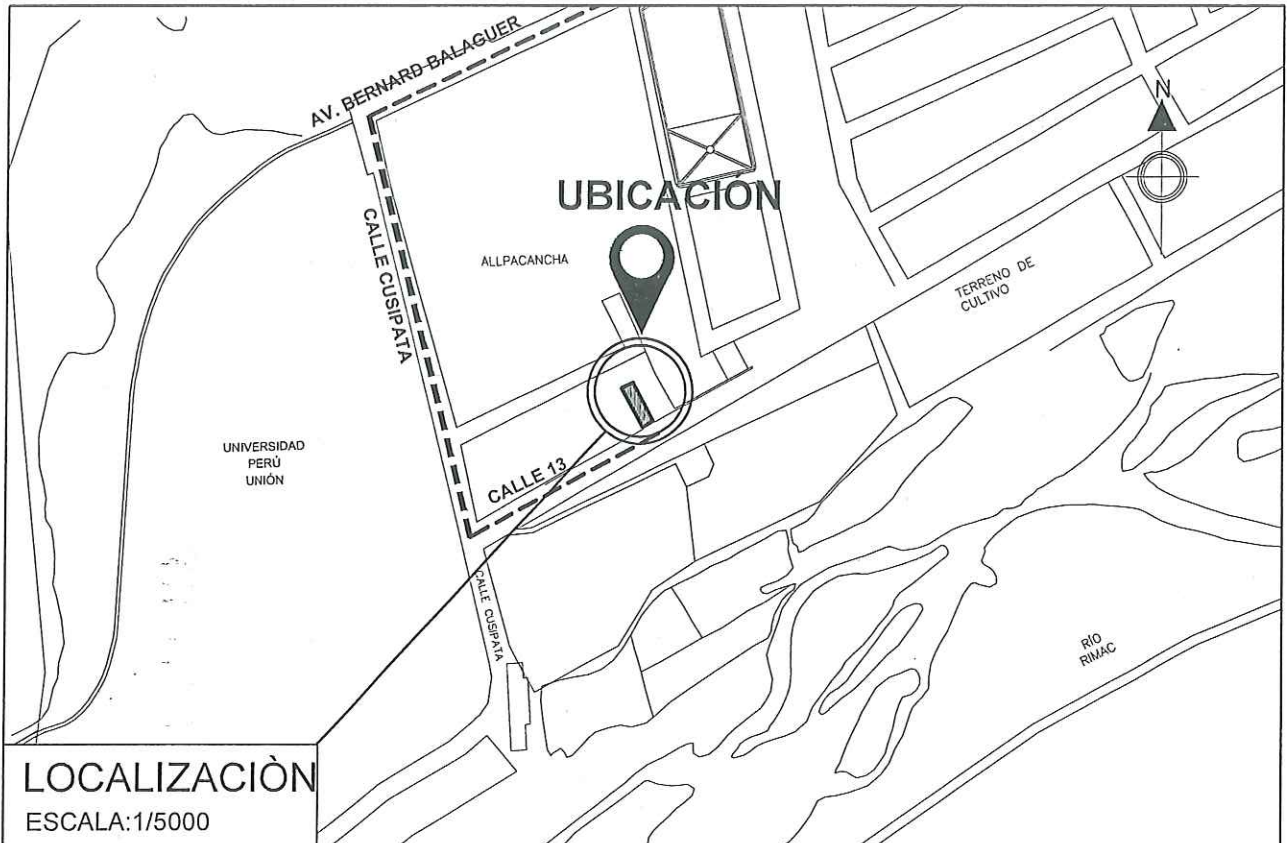 AV. BERNARD BALAGUER
N
UBICACIÓN
CALLE CUSIPATA
ALLPACANCHA
TERRENO DE
CULTIVO
UNIVERSIDAD
PERÚ
UNIÓN
CALLE 13
CALLE CUSIPATA
RÍO
RIMAC
LOCALIZACIÒN
ESCALA:1/5000